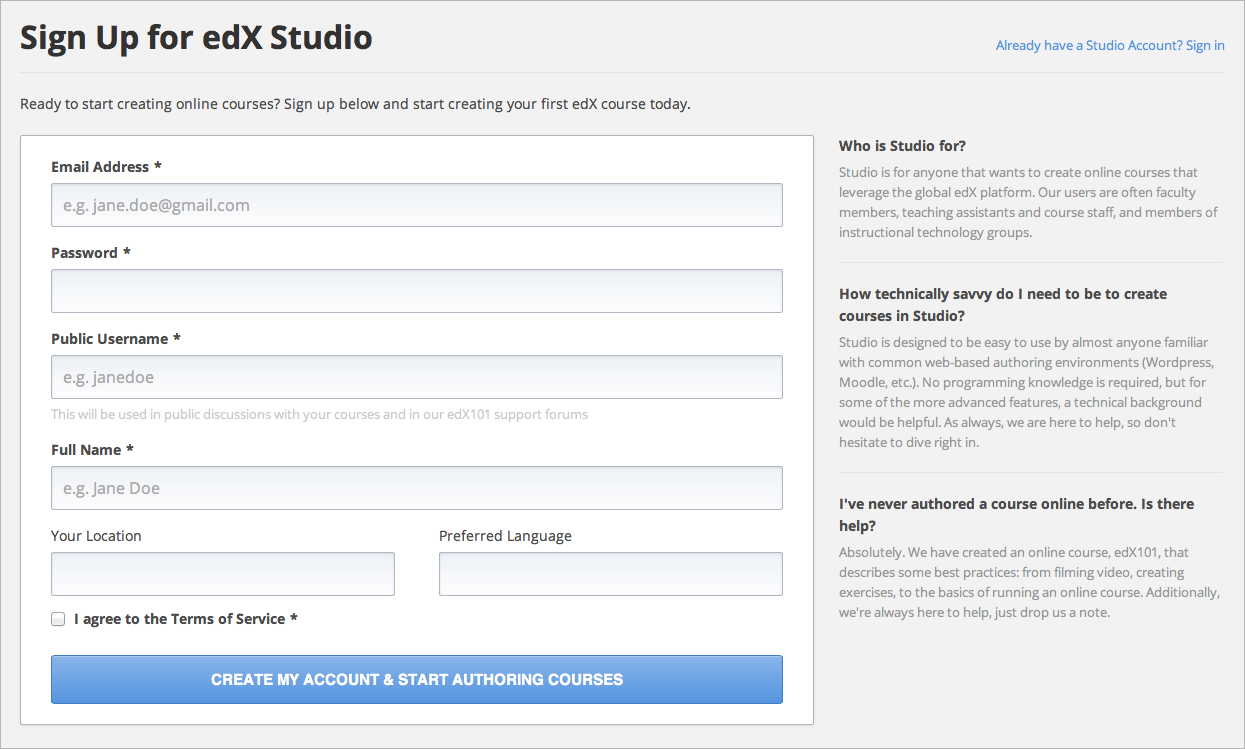 Sign Up for edX Studio
Already have a Studio Account? Sign in
Ready to start creating online courses? Sign up below and start creating your first edX course today.
Email Address *
e.g. jane.doe@gmail.com
Password *
Public Username *
e.g. janedoe
This will be used in public discussions with your courses and in our edX101 support forums
Full Name *
e.g. Jane Doe
Your Location
Preferred Language
I agree to the Terms of Service *
CREATE MY ACCOUNT & START AUTHORING COURSES
Who is Studio for?
Studio is for anyone that wants to create online courses that
leverage the global edX platform. Our users are often faculty
members, teaching assistants and course staff, and members of
instructional technology groups.
How technically savvy do I need to be to create
courses in Studio?
Studio is designed to be easy to use by almost anyone familiar
with common web-based authoring environments (Wordpress,
Moodle, etc.). No programming knowledge is required, but for
some of the more advanced features, a technical background
would be helpful. As always, we are here to help, so don't
hesitate to dive right in.
I've never authored a course online before. Is there
help?
Absolutely. We have created an online course, edX101, that
describes some best practices: from filming video, creating
exercises, to the basics of running an online course. Additionally,
we're always here to help, just drop us a note.